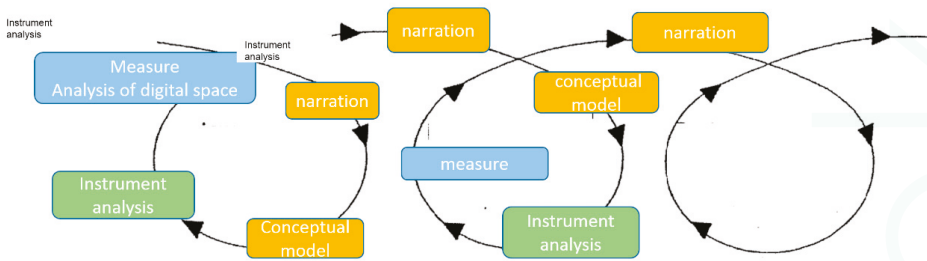 Instrument
analysis
Instrument
analysis
Measure
Analysis of digital space
narration
Instrument
analysis
Conceptual
model
narration
conceptual
model
measure
Instrument
analysis
narration